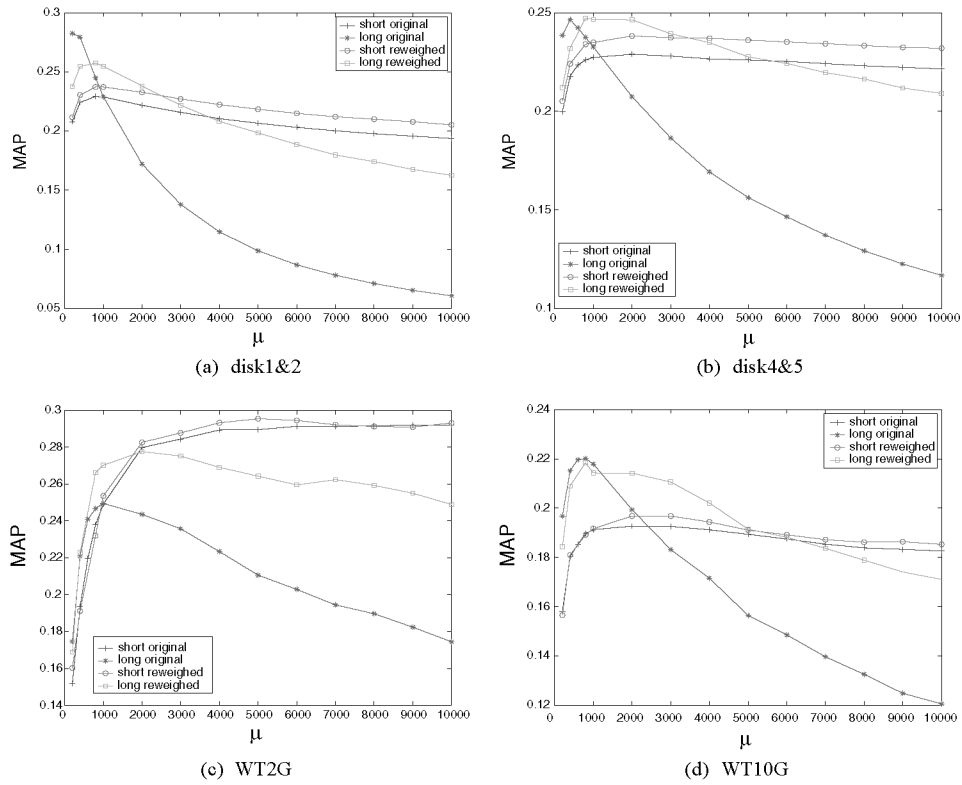 0.3
0.25
0.2
0.15
0.1
0.05
MAP
short original
long original
short reweighed
long reweighed
0 1000 2000 3000 4000 5000 6000 7000 8000 9000 10000
μ
(a) disk1&2
0.25
0.2
0.15
0.1
MAP
short original
long original
short reweighed
long reweighed
0 1000 2000 3000 4000 5000 6000 7000 8000 9000 10000
μ
(b) disk4&5
0.3
0.28
0.26
0.24
0.22
0.2
0.18
0.16
0.14
MAP
short original
long original
short reweighed
long reweighed
0 1000 2000 3000 4000 5000 6000 7000 8000 9000 10000
μ
(c) WT2G
0.24
0.22
0.2
0.18
0.16
0.14
0.12
MAP
short original
long original
short reweighed
long reweighed
0 1000 2000 3000 4000 5000 6000 7000 8000 9000 10000
μ
(d) WT10G